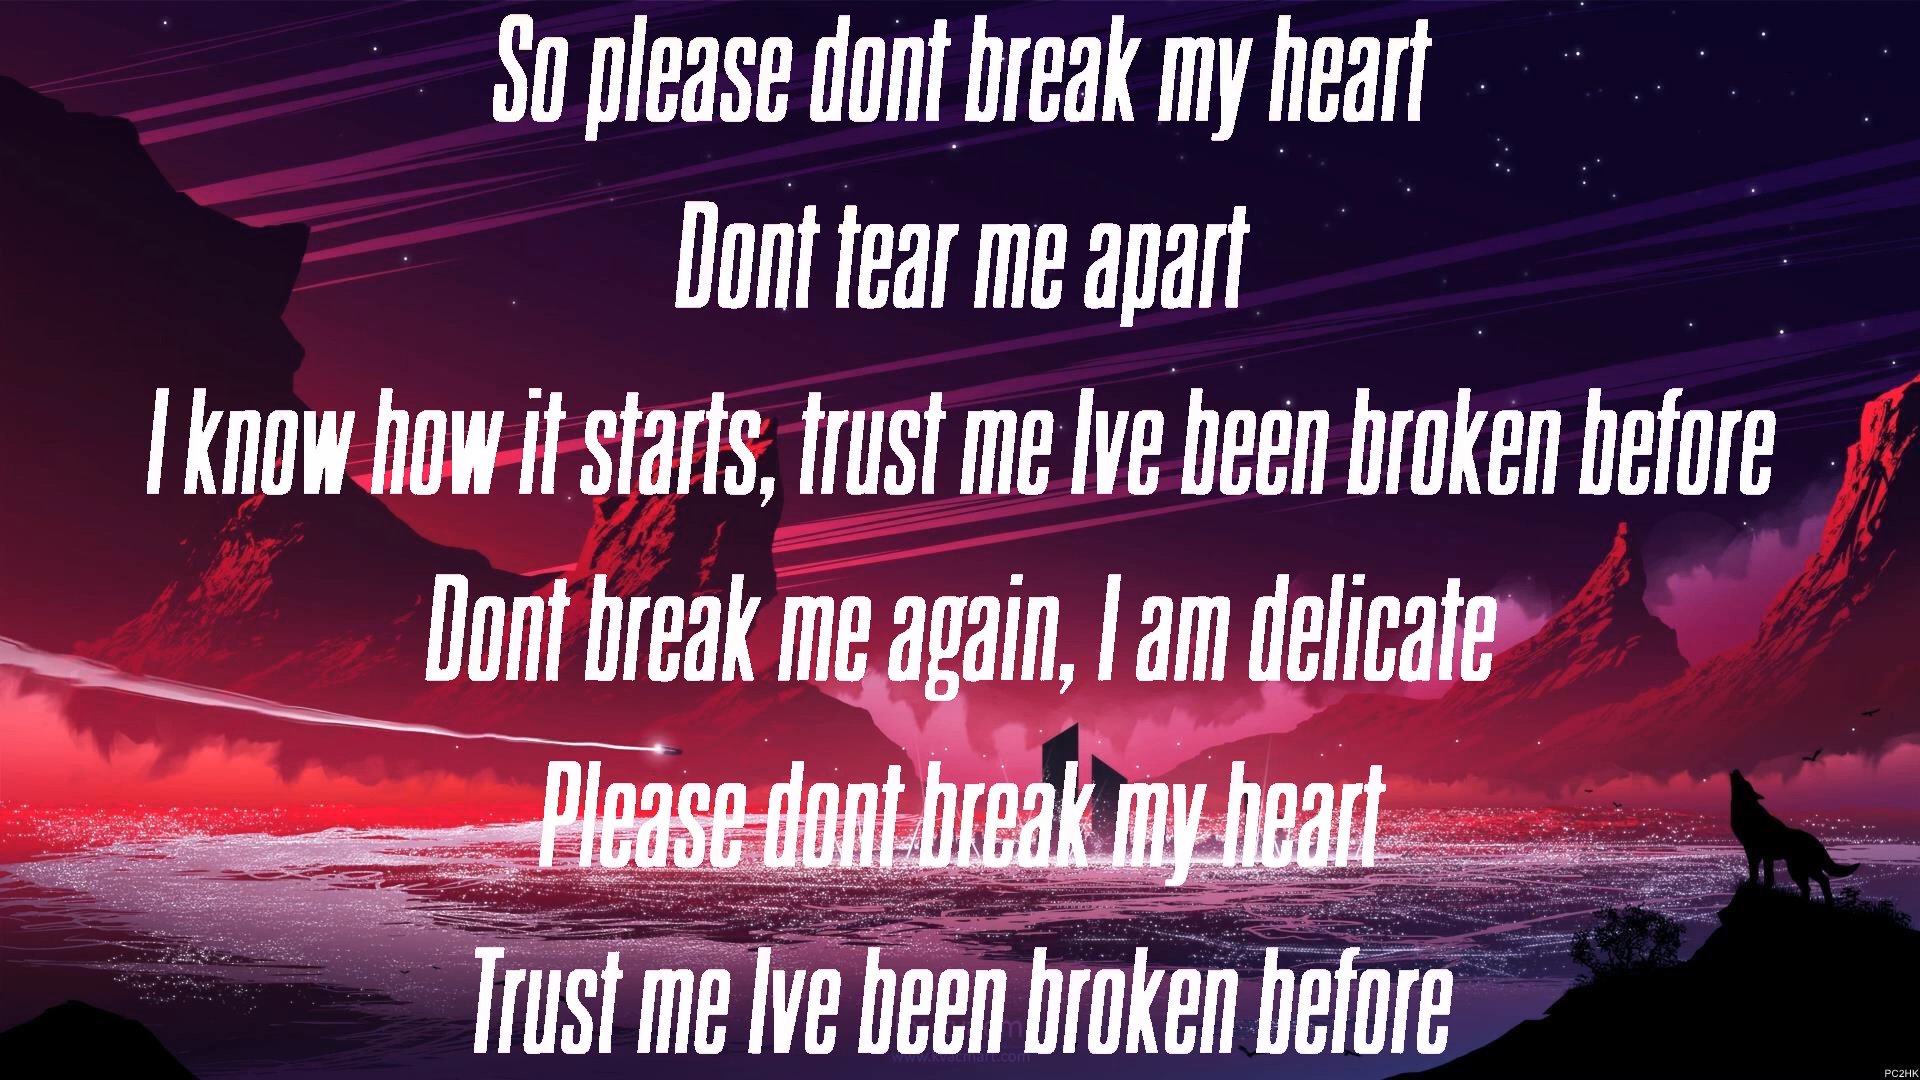 So please dont break my heart
Dont tear me apart
I know how it starts, trust me Ive been broken before
Dont break me again, I am delicate
Please dont break my heart
Trust me Ive been broken before
PC2HK